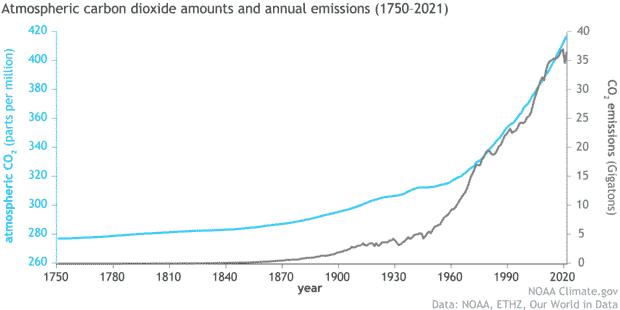 Atmospheric carbon dioxide amounts and annual emissions (1750-2021)
420
400
380
360
340
320
300
280
260
atmospheric CO₂ (parts per million)
40
35
30
25
20
15
10
5
0
CO₂ emissions (Gigatons)
1750 1780 1810 1840 1870 1900 1930 1960 1990 2020
year
NOAA Climate.gov
Data: NOAA, ETHZ, Our World in Data